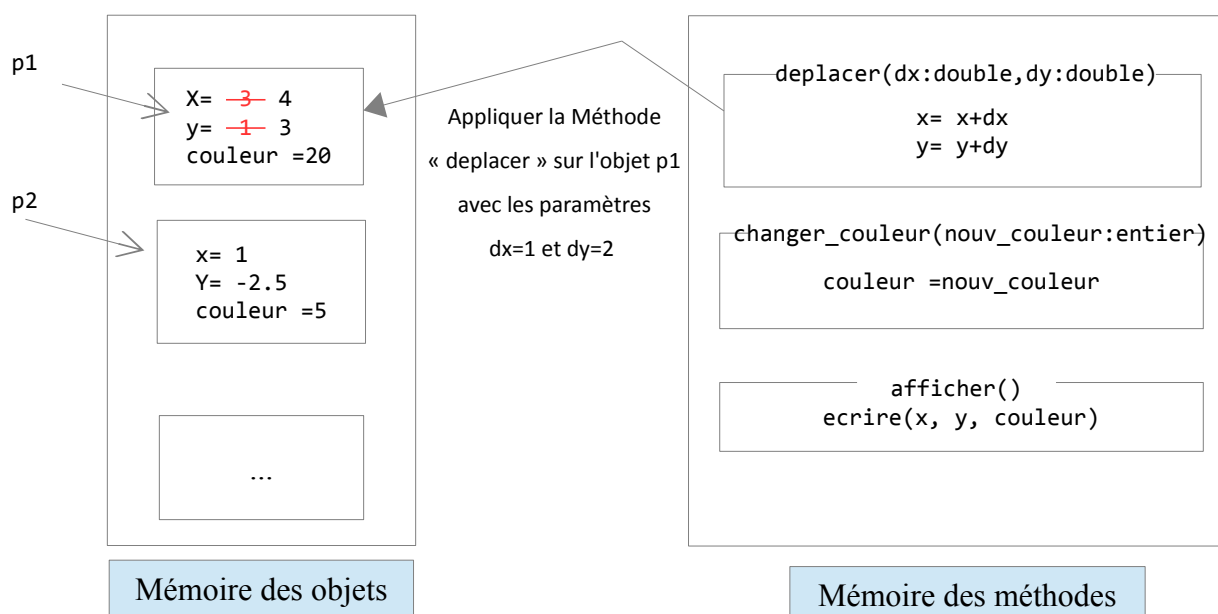 p1
X= 3 4
y= 1 3
couleur =20
p2
x= 1
Y= -2.5
couleur =5
...
Mémoire des objets
Appliquer la Méthode
« deplacer » sur l'objet p1
avec les paramètres
dx=1 et dy=2
deplacer(dx:double,dy:double)
x= x+dx
y= y+dy
changer_couleur(nouv_couleur:entier)
couleur =nouv_couleur
afficher()
ecrire(x, y, couleur)
Mémoire des méthodes